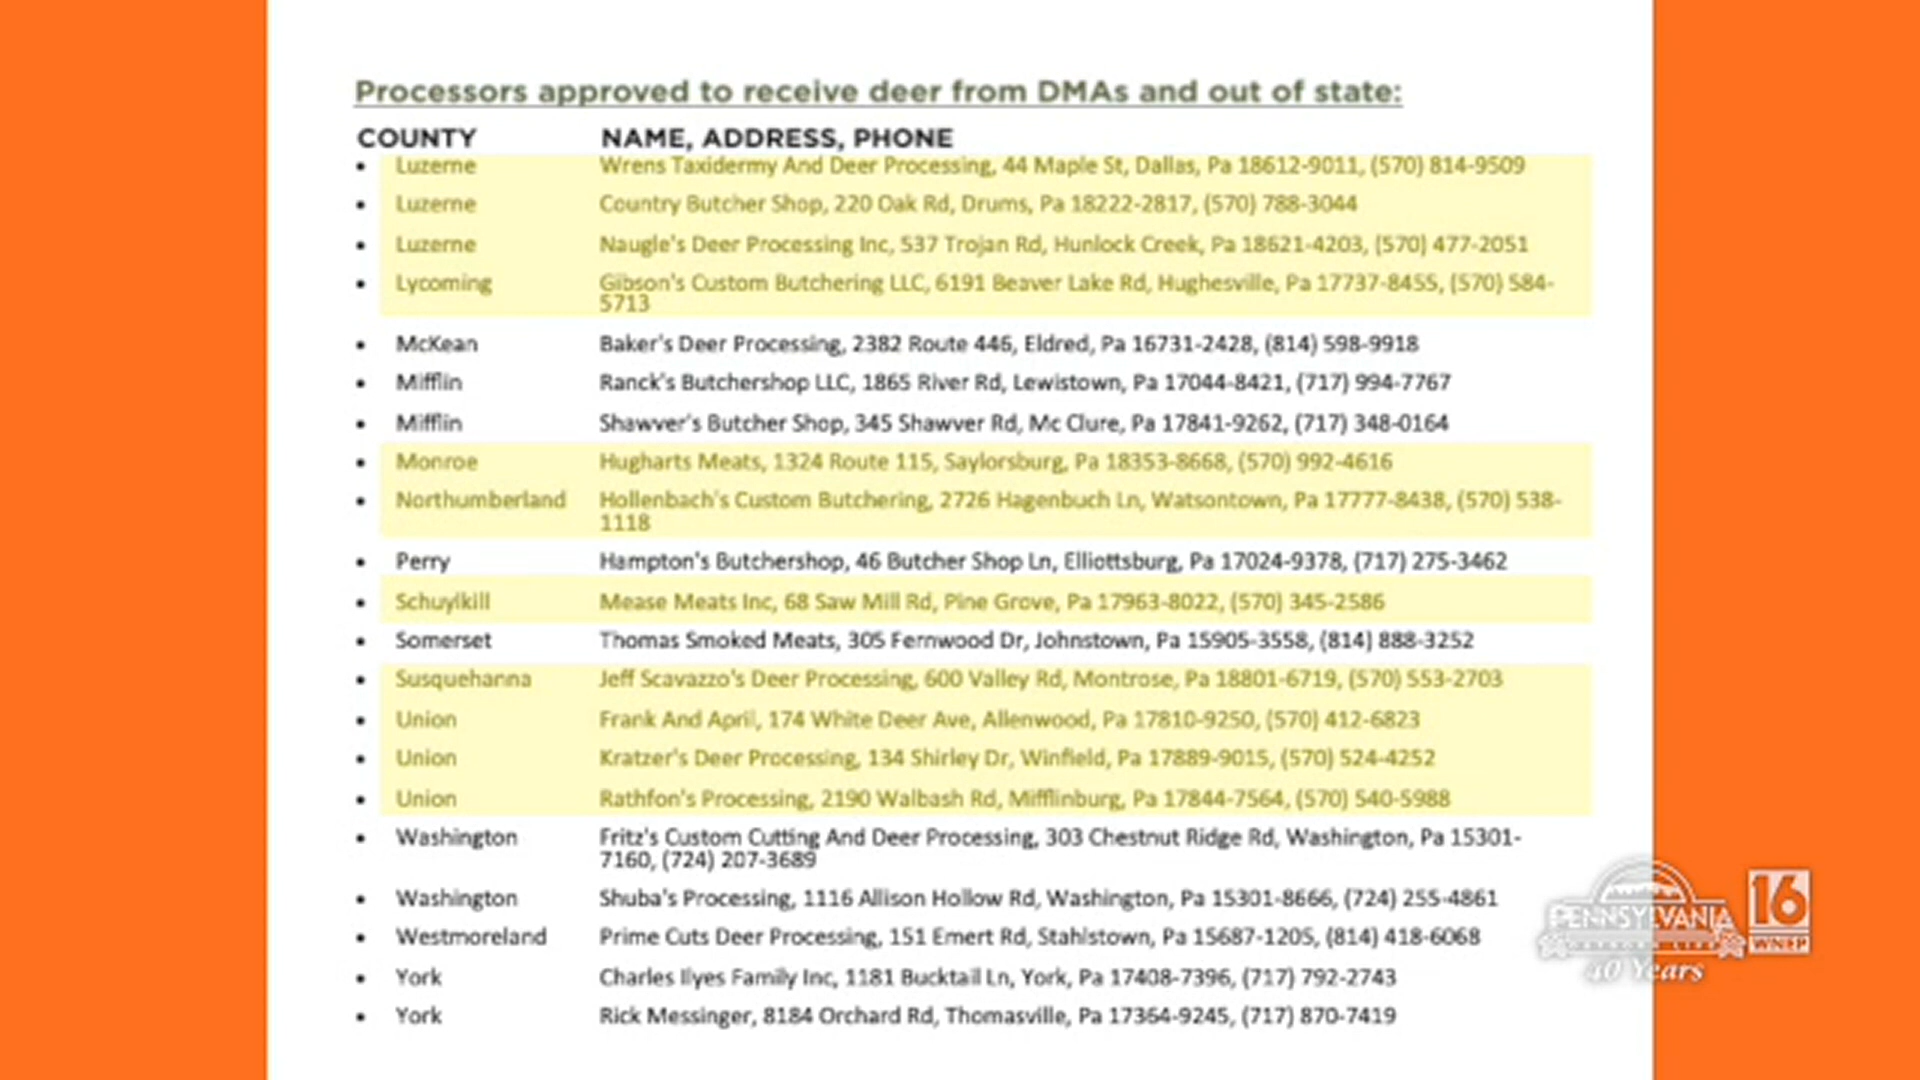 Processors approved to receive deer from DMAs and out of state:
COUNTY NAME, ADDRESS, PHONE
• Luzerne Wrens Taxidermy And Deer Processing, 44 Maple St, Dallas, Pa 18612-9011, (570) 814-9509
• Luzerne Country Butcher Shop, 220 Oak Rd, Drums, Pa 18222-2817, (570) 788-3044
• Luzerne Naugle's Deer Processing Inc, 537 Trojan Rd, Hunlock Creek, Pa 18621-4203, (570) 477-2051
• Lycoming Gibson's Custom Butchering LLC, 6191 Beaver Lake Rd, Hughesville, Pa 17737-8455, (570) 584-
5713
• McKean Baker's Deer Processing, 2382 Route 446, Eldred, Pa 16731-2428, (814) 598-9918
• Mifflin Ranck's Butchershop LLC, 1865 River Rd, Lewistown, Pa 17044-8421, (717) 994-7767
• Mifflin Shawver's Butcher Shop, 345 Shawver Rd, Mc Clure, Pa 17841-9262, (717) 348-0164
• Monroe Hugharts Meats, 1324 Route 115, Saylorsburg, Pa 18353-8668, (570) 992-4616
• Northumberland Hollenbach's Custom Butchering, 2726 Hagenbuch Ln, Watsontown, Pa 17777-8438, (570) 538-
1118
• Perry Hampton's Butchershop, 46 Butcher Shop Ln, Elliottsburg, Pa 17024-9378, (717) 275-3462
• Schuylkill Mease Meats Inc, 68 Saw Mill Rd, Pine Grove, Pa 17963-8022, (570) 345-2586
• Somerset Thomas Smoked Meats, 305 Fernwood Dr, Johnstown, Pa 15905-3558, (814) 888-3252
• Susquehanna Jeff Scavazzo's Deer Processing, 600 Valley Rd, Montrose, Pa 18801-6719, (570) 553-2703
• Union Frank And April, 174 White Deer Ave, Allenwood, Pa 17810-9250, (570) 412-6823
• Union Kratzer's Deer Processing, 134 Shirley Dr, Winfield, Pa 17889-9015, (570) 524-4252
• Union Rathfon's Processing, 2190 Walbash Rd, Mifflinburg, Pa 17844-7564, (570) 540-5988
• Washington Fritz's Custom Cutting And Deer Processing, 303 Chestnut Ridge Rd, Washington, Pa 15301-
7160, (724) 207-3689
• Washington Shuba's Processing, 1116 Allison Hollow Rd, Washington, Pa 15301-8666, (724) 255-4861
• Westmoreland Prime Cuts Deer Processing, 151 Emert Rd, Stahlstown, Pa 15687-1205, (814) 418-6068
• York Charles Ilyes Family Inc, 1181 Bucktail Ln, York, Pa 17408-7396, (717) 792-2743
• York Rick Messinger, 8184 Orchard Rd, Thomasville, Pa 17364-9245, (717) 870-7419
PENNSYLVANIA
OUTDOOR LIFE
40 Years
16
WNEP